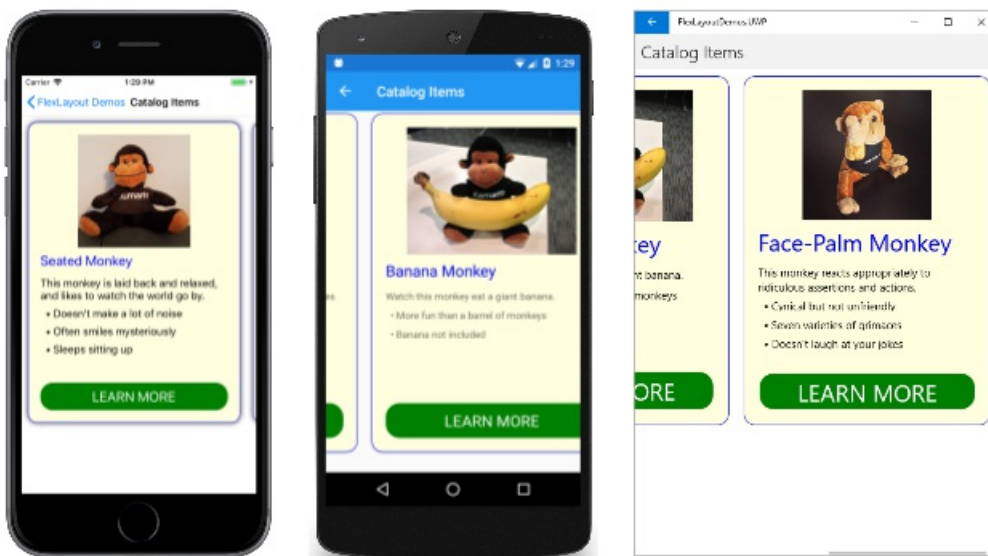 Carrier 1:29 PM
FlexLayout Demos Catalog Items
Seated Monkey
This monkey is laid back and relaxed,
and likes to watch the world go by.
• Doesn't make a lot of noise
• Often smiles mysteriously
• Sleeps sitting up
LEARN MORE
1:29
Catalog Items
Banana Monkey
Watch this monkey eat a giant banana.
• More fun than a barrel of monkeys
• Banana not included
LEARN MORE
FlexLayoutDemos.UWP
Catalog Items
key
nt banana.
monkeys
ORE
Face-Palm Monkey
This monkey reacts appropriately to
ridiculous assertions and actions.
• Cynical but not unfriendly
• Seven varieties of grimaces
• Doesn't laugh at your jokes
LEARN MORE